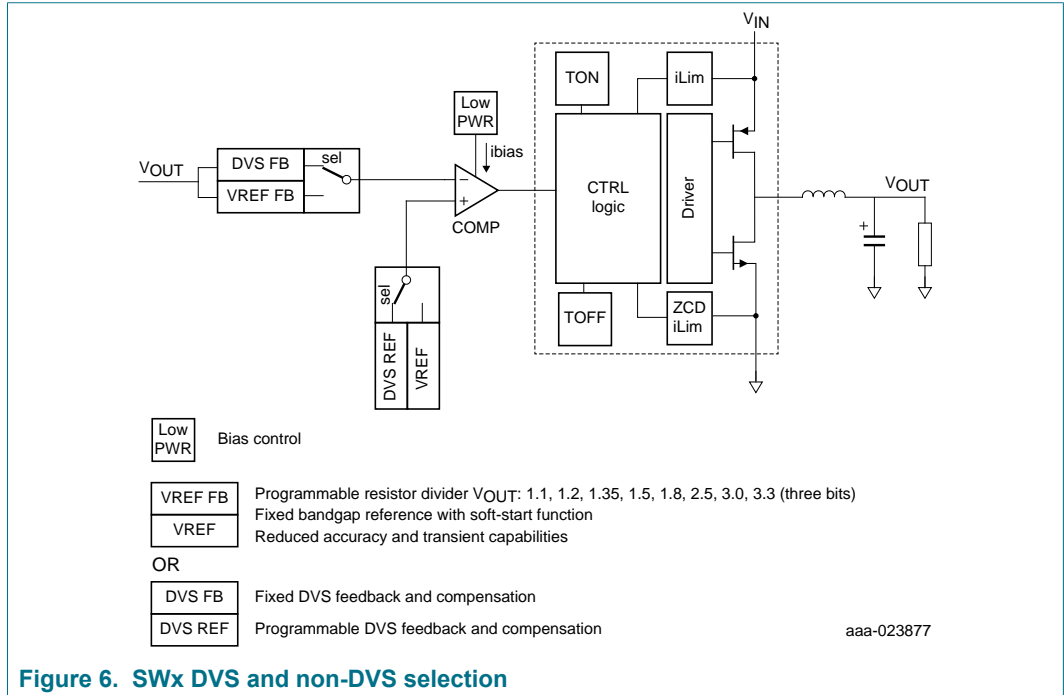 VIN
TON
iLim
Low
PWR
ibias
VOUT
DVS FB
sel
VREF FB
−
+
COMP
CTRL
logic
Driver
VOUT
+
sel
DVS REF
VREF
TOFF
ZCD
iLim
Low
PWR
Bias control
VREF FB
Programmable resistor divider VOUT: 1.1, 1.2, 1.35, 1.5, 1.8, 2.5, 3.0, 3.3 (three bits)
Fixed bandgap reference with soft-start function
VREF
Reduced accuracy and transient capabilities
OR
DVS FB
Fixed DVS feedback and compensation
DVS REF
Programmable DVS feedback and compensation
aaa-023877
Figure 6. SWx DVS and non-DVS selection